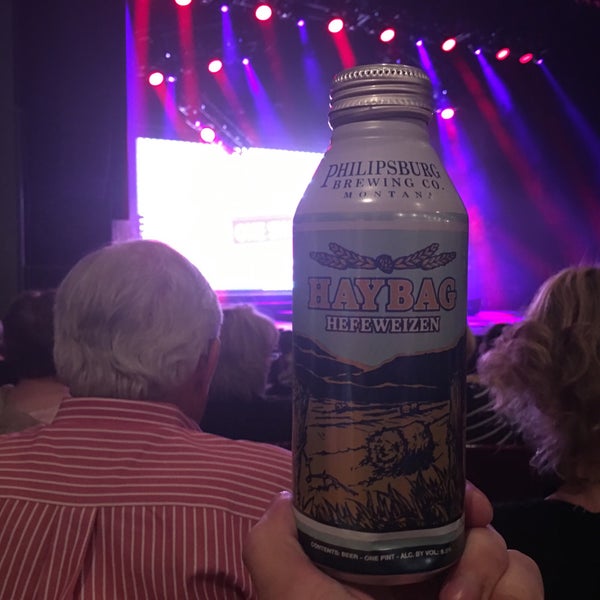 PHILIPSBURG
BREWING CO.
MONTANA
HAYBAG
HEFEWEIZEN
CONTENTS: BEER - ONE PINT - ALC. BY VOL: